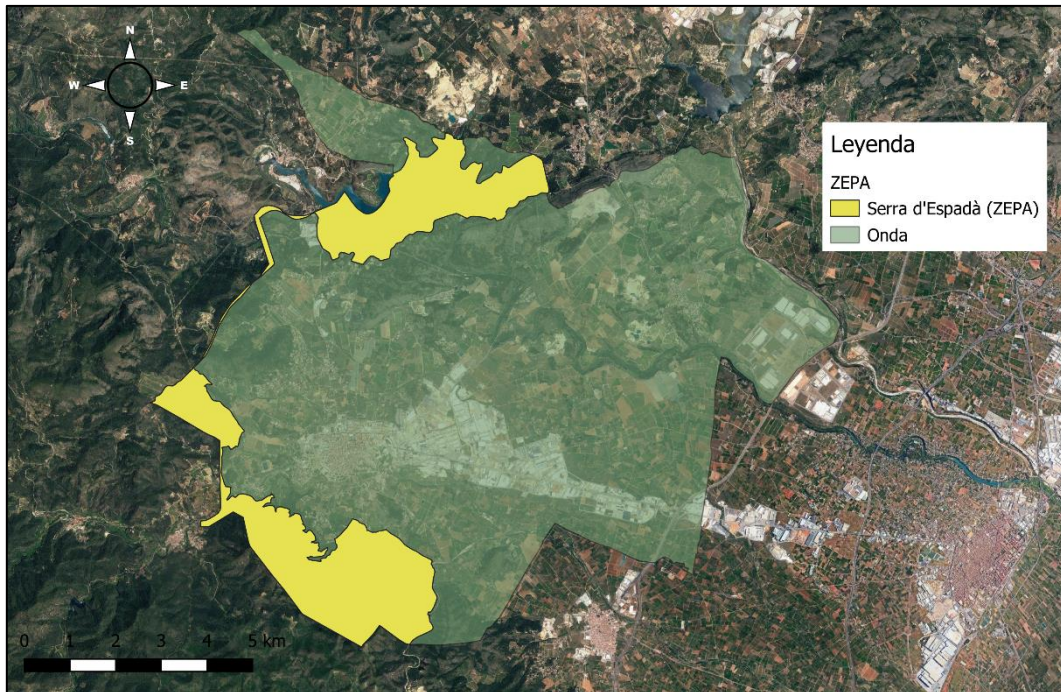 N
W E
S
Leyenda
ZEPA
Serra d'Espadà (ZEPA)
Onda
0 1 2 3 4 5 km